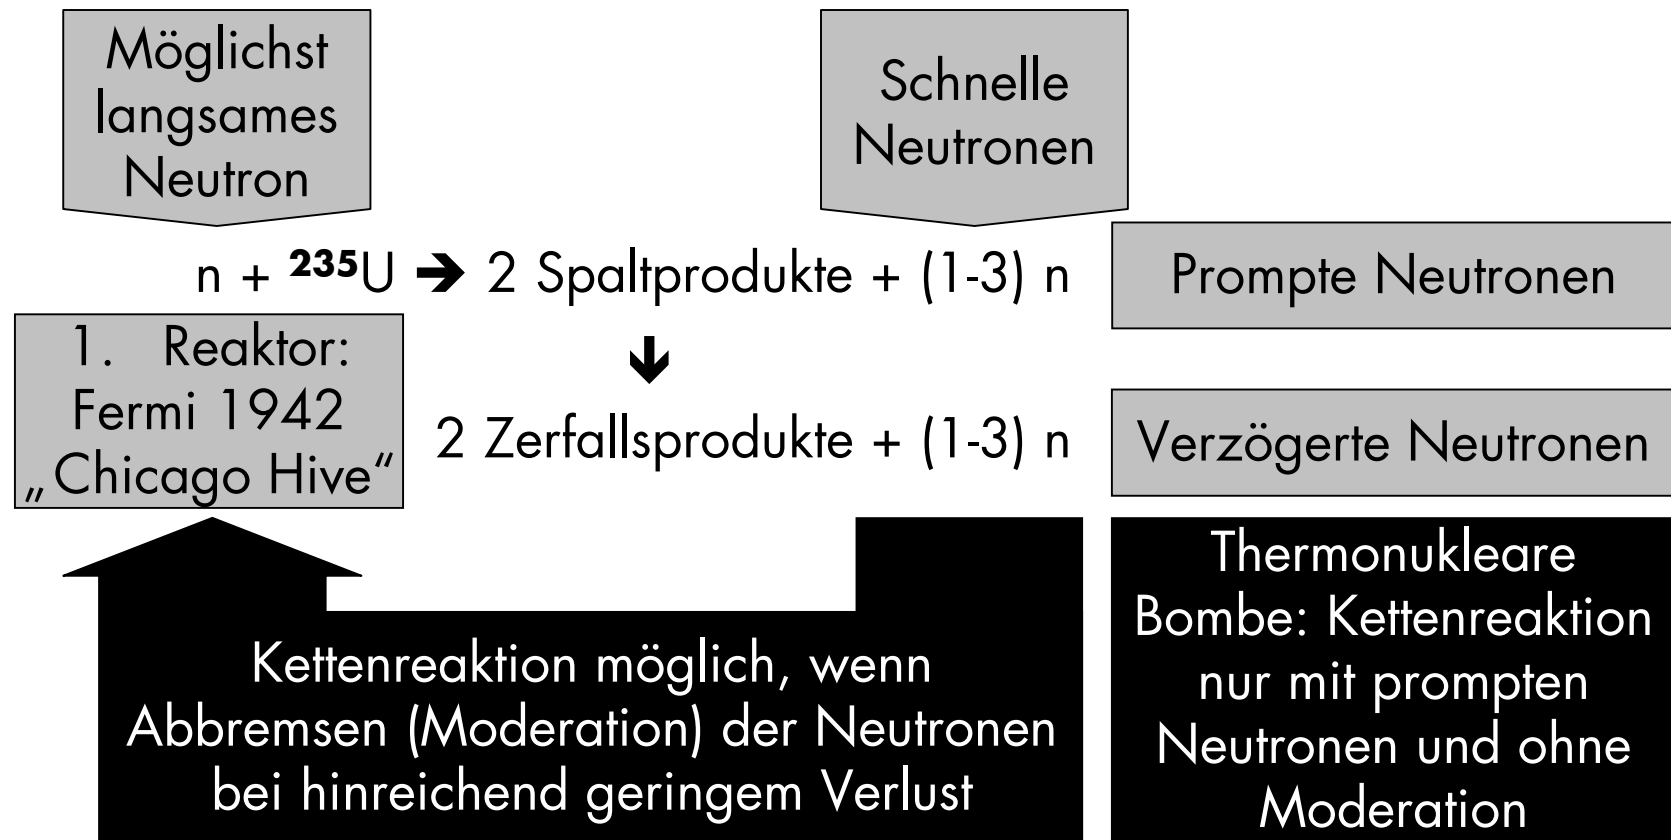 Möglichst
langsames
Neutron
Schnelle
Neutronen
n + ²³⁵U ➔ 2 Spaltprodukte + (1-3) n
Prompte Neutronen
1. Reaktor:
Fermi 1942
„Chicago Hive“
🡻
2 Zerfallsprodukte + (1-3) n
Verzögerte Neutronen
Kettenreaktion möglich, wenn
Abbremsen (Moderation) der Neutronen
bei hinreichend geringem Verlust
Thermonukleare
Bombe: Kettenreaktion
nur mit prompten
Neutronen und ohne
Moderation